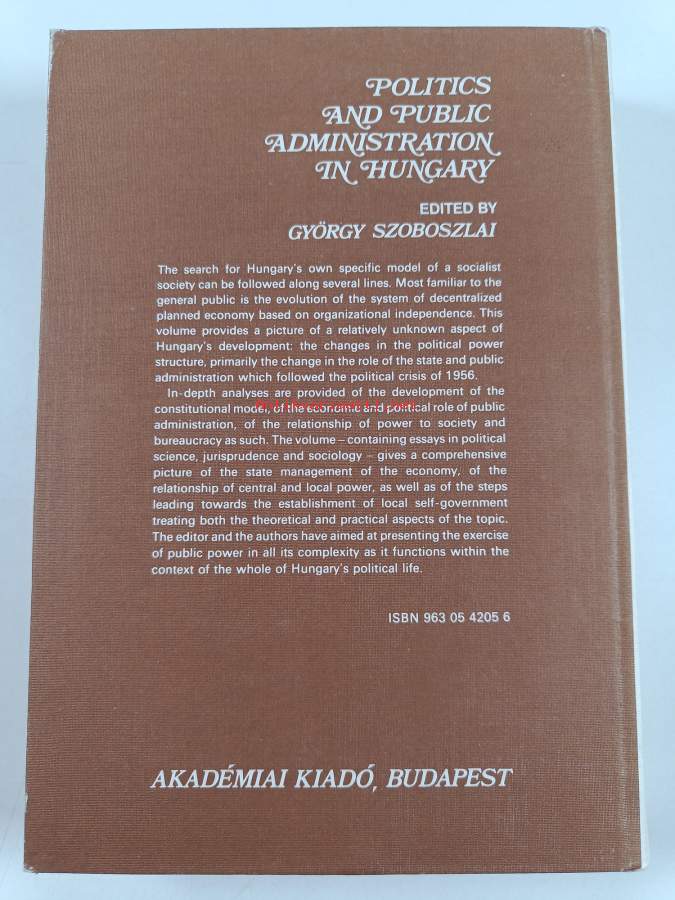 POLITICS
AND PUBLIC
ADMINISTRATION
IN HUNGARY
EDITED BY
GYÖRGY SZOBOSZLAI
The search for Hungary's own specific model of a socialist
society can be followed along several lines. Most familiar to the
general public is the evolution of the system of decentralized
planned economy based on organizational independence. This
volume provides a picture of a relatively unknown aspect of
Hungary's development: the changes in the political power
structure, primarily the change in the role of the state and public
administration which followed the political crisis of 1956.
In-depth analyses are provided of the development of the
constitutional model, of the economic and political role of public
administration, of the relationship of power to society and
bureaucracy as such. The volume – containing essays in political
science, jurisprudence and sociology – gives a comprehensive
picture of the state management of the economy, of the
relationship of central and local power, as well as of the steps
leading towards the establishment of local self-government
treating both the theoretical and practical aspects of the topic.
The editor and the authors have aimed at presenting the exercise
of public power in all its complexity as it functions within the
context of the whole of Hungary's political life.
ISBN 963 05 4205 6
AKADÉMIAI KIADÓ, BUDAPEST